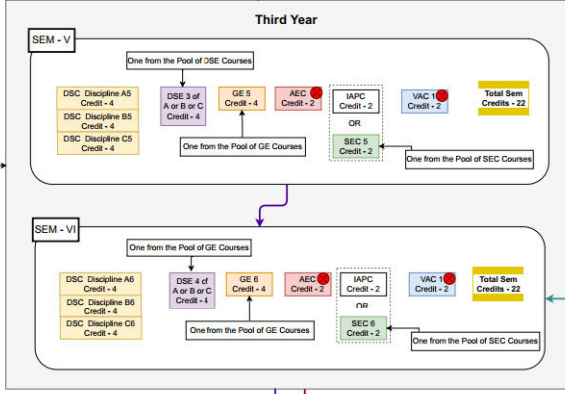 Third Year
SEM - V
One from the Pool of DSE Courses
DSC Discipline A5
Credit - 4
DSC Discipline B5
Credit - 4
DSC Discipline C5
Credit - 4
DSE 3 of
A or B or C
Credit - 4
GE 5
Credit - 4
AEC
Credit - 2
IAPC
Credit - 2
OR
SEC 5
Credit - 2
VAC 1
Credit - 2
Total Sem
Credits - 22
One from the Pool of GE Courses
One from the Pool of SEC Courses
SEM - VI
One from the Pool of GE Courses
DSC Discipline A6
Credit - 4
DSC Discipline B6
Credit - 4
DSC Discipline C6
Credit - 4
DSE 4 of
A or B or C
Credit - 4
GE 6
Credit - 4
AEC
Credit - 2
IAPC
Credit - 2
OR
SEC 6
Credit - 2
VAC 1
Credit - 2
Total Sem
Credits - 22
One from the Pool of GE Courses
One from the Pool of SEC Courses